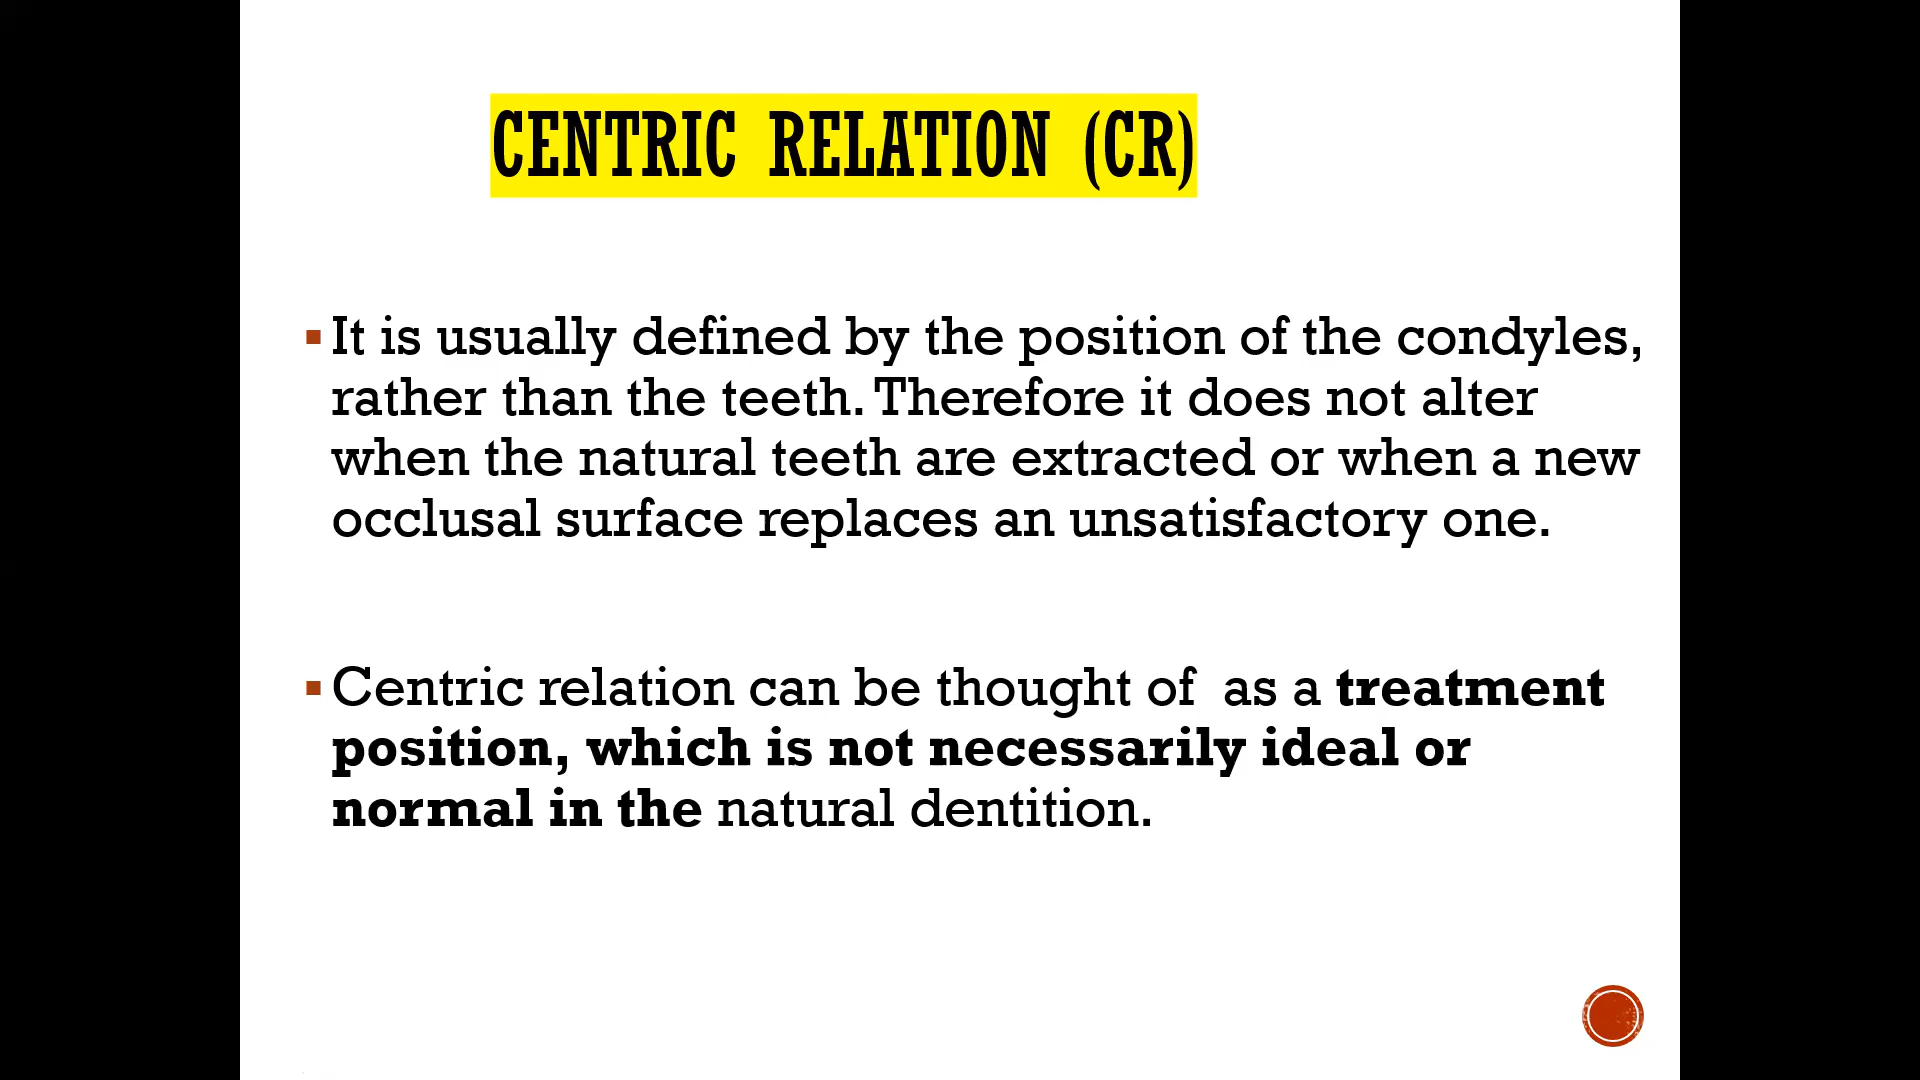 CENTRIC RELATION (CR)
▪It is usually defined by the position of the condyles,
rather than the teeth. Therefore it does not alter
when the natural teeth are extracted or when a new
occlusal surface replaces an unsatisfactory one.
▪Centric relation can be thought of as a treatment
position, which is not necessarily ideal or
normal in the natural dentition.